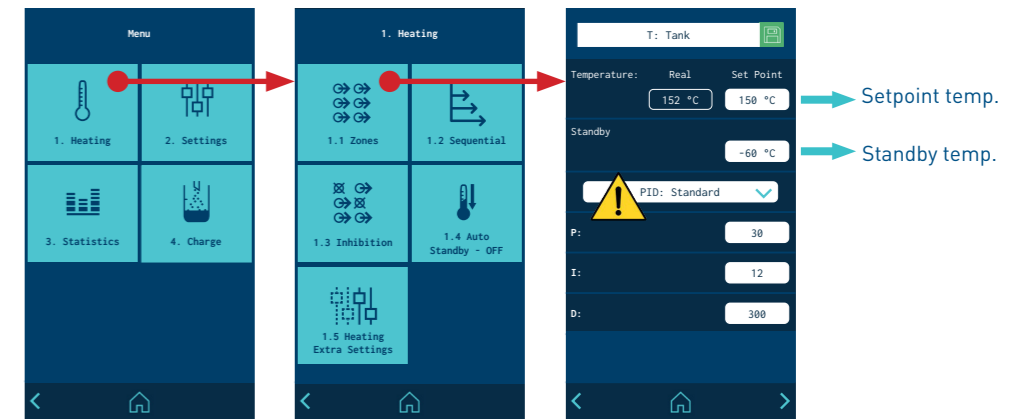 Menu
1. Heating
2. Settings
3. Statistics
4. Charge
1. Heating
1.1 Zones
1.2 Sequential
1.3 Inhibition
1.4 Auto
Standby - OFF
1.5 Heating
Extra Settings
T: Tank
Temperature: Real Set Point
152 °C 150 °C
Standby
-60 °C
PID: Standard
P: 30
I: 12
D: 300
Setpoint temp.
Standby temp.